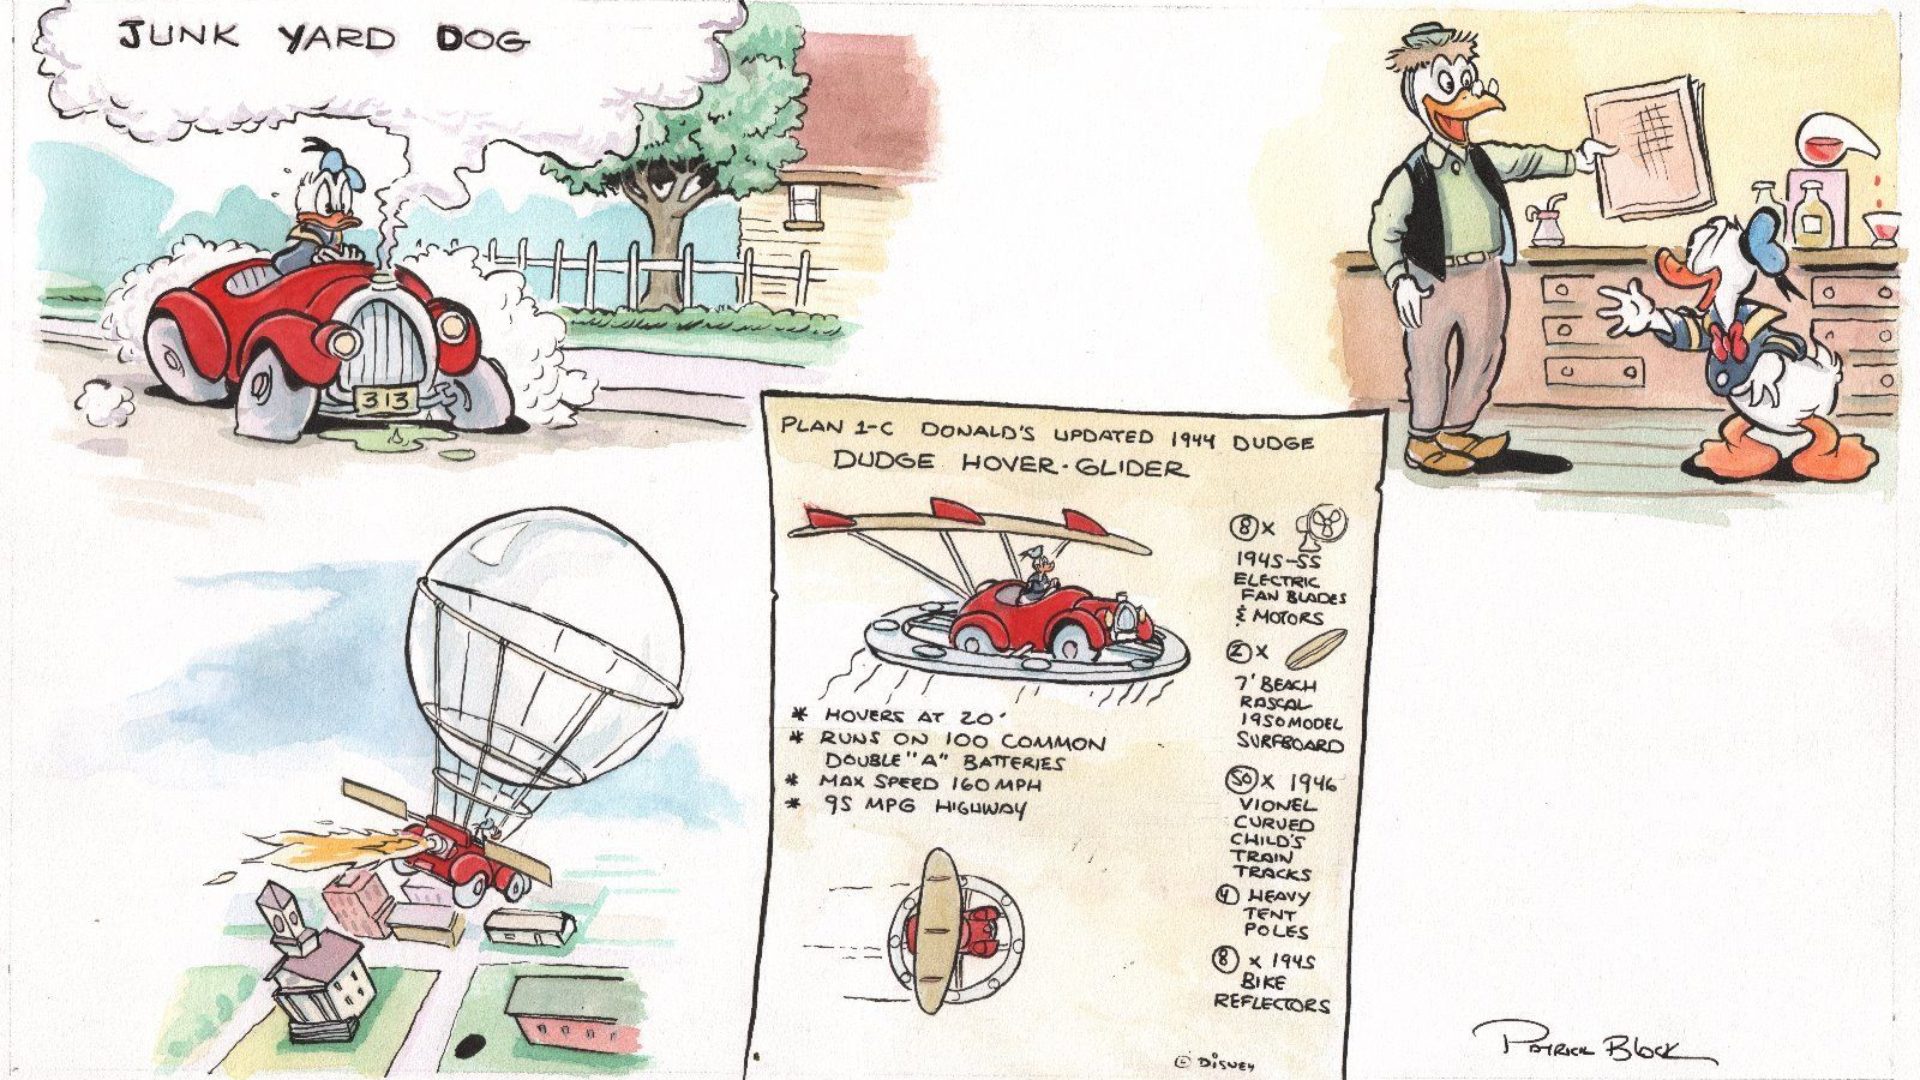 JUNK YARD DOG
313
PLAN 1-C DONALD'S UPDATED 1944 DUDGE
DUDGE HOVER-GLIDER
* HOVERS AT 20'
* RUNS ON 100 COMMON
DOUBLE "A" BATTERIES
* MAX SPEED 160 MPH
* 95 MPG HIGHWAY
8 X
1945-55
ELECTRIC
FAN BLADES
& MOTORS
2 X
7' BEACH
RASCAL
1950 MODEL
SURFBOARD
50 X 1946
VIONEL
CURVED
CHILD'S
TRAIN
TRACKS
4 HEAVY
TENT
POLES
8 X 1945
BIKE
REFLECTORS
© DISNEY
PATRICK BLOCK